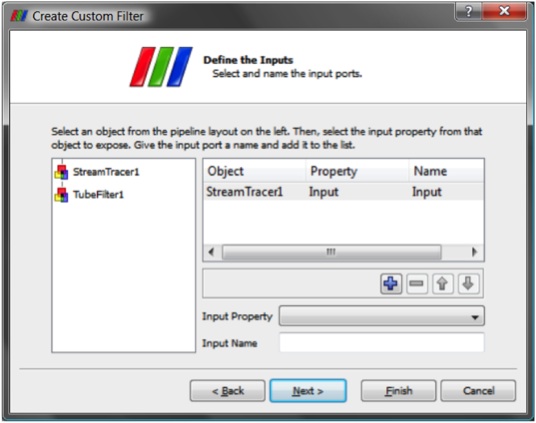 Create Custom Filter
Define the Inputs
Select and name the input ports.
Select an object from the pipeline layout on the left. Then, select the input property from that
object to expose. Give the input port a name and add it to the list.
StreamTracer1
TubeFilter1
Object Property Name
StreamTracer1 Input Input
Input Property
Input Name
< Back Next > Finish Cancel